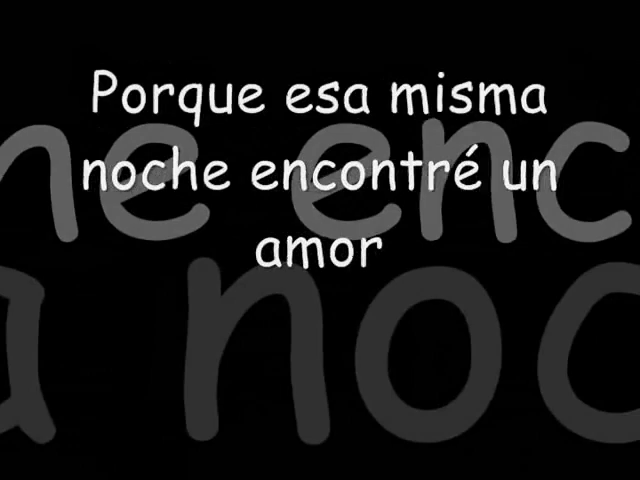 Porque esa misma
noche encontré un
amor
ne enc
a noc